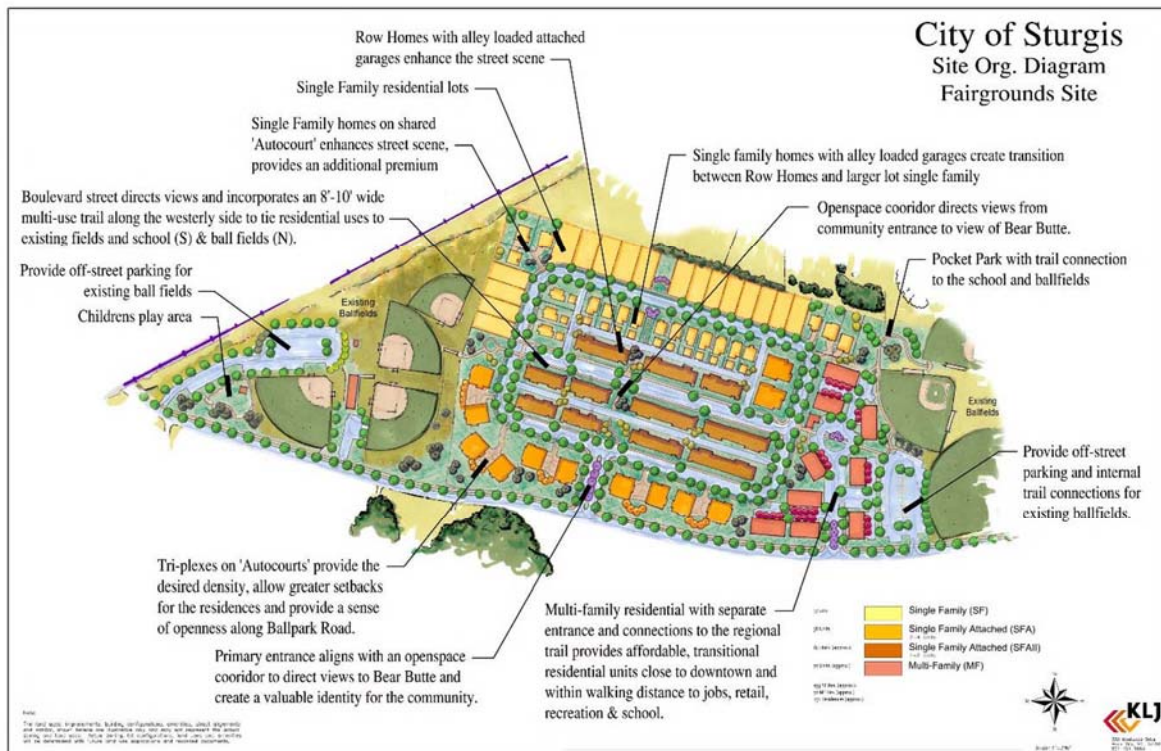 City of Sturgis
Site Org. Diagram
Fairgrounds Site
Row Homes with alley loaded attached
garages enhance the street scene
Single Family residential lots
Single Family homes on shared
'Autocourt' enhances street scene,
provides an additional premium
Boulevard street directs views and incorporates an 8'-10' wide
multi-use trail along the westerly side to tie residential uses to
existing fields and school (S) & ball fields (N).
Provide off-street parking for
existing ball fields
Childrens play area
Single family homes with alley loaded garages create transition
between Row Homes and larger lot single family
Openspace cooridor directs views from
community entrance to view of Bear Butte.
Pocket Park with trail connection
to the school and ballfields
Existing
Ballfields
Existing
Ballfields
Provide off-street
parking and internal
trail connections for
existing ballfields.
Tri-plexes on 'Autocourts' provide the
desired density, allow greater setbacks
for the residences and provide a sense
of openness along Ballpark Road.
Primary entrance aligns with an openspace
cooridor to direct views to Bear Butte and
create a valuable identity for the community.
Multi-family residential with separate
entrance and connections to the regional
trail provides affordable, transitional
residential units close to downtown and
within walking distance to jobs, retail,
recreation & school.
Single Family (SF)
Single Family Attached (SFA)
Single Family Attached (SFAII)
Multi-Family (MF)
KLJ